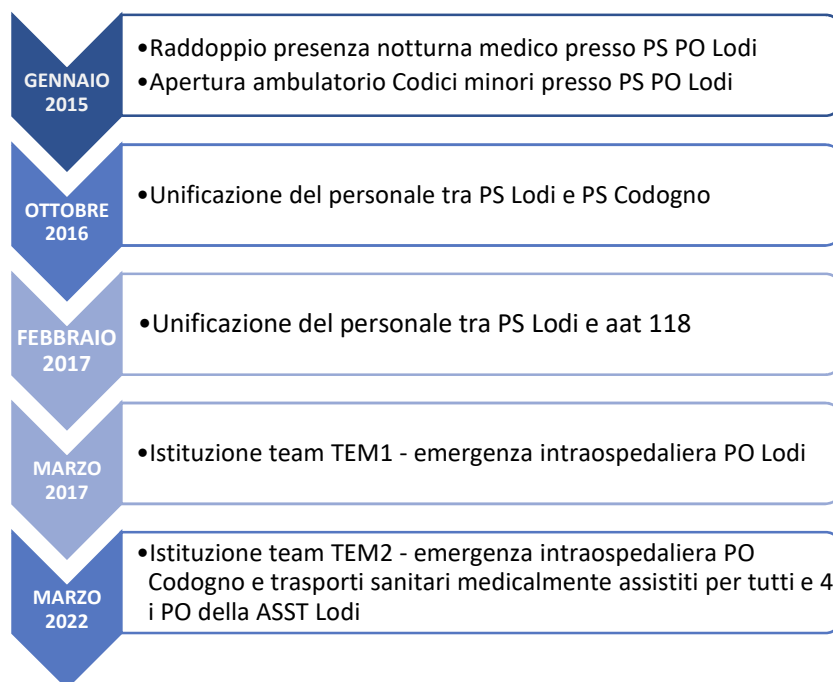 GENNAIO
2015
•Raddoppio presenza notturna medico presso PS PO Lodi
•Apertura ambulatorio Codici minori presso PS PO Lodi
OTTOBRE
2016
•Unificazione del personale tra PS Lodi e PS Codogno
FEBBRAIO
2017
•Unificazione del personale tra PS Lodi e aat 118
MARZO
2017
•Istituzione team TEM1 - emergenza intraospedaliera PO Lodi
MARZO
2022
•Istituzione team TEM2 - emergenza intraospedaliera PO
Codogno e trasporti sanitari medicalmente assistiti per tutti e 4
i PO della ASST Lodi